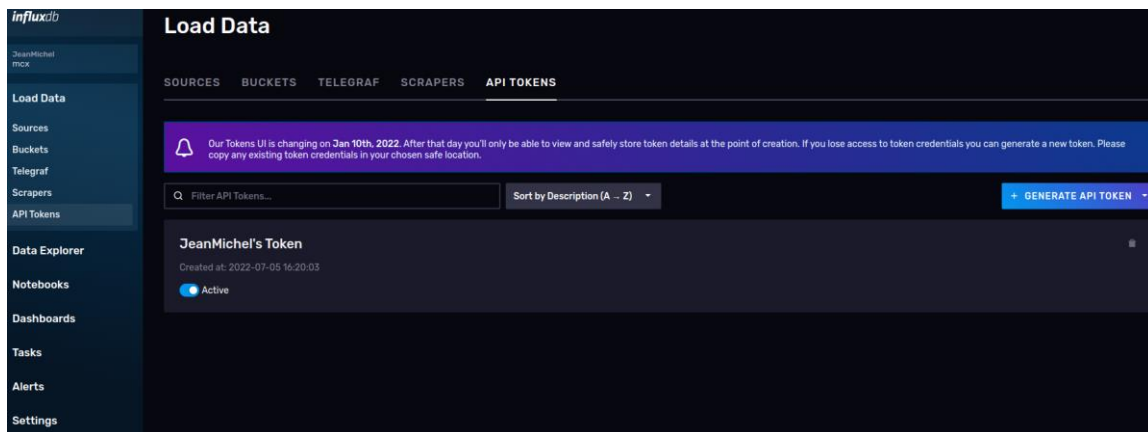 influxdb
JeanMichel
mcx
Load Data
Sources
Buckets
Telegraf
Scrapers
API Tokens
Data Explorer
Notebooks
Dashboards
Tasks
Alerts
Settings
Load Data
SOURCES BUCKETS TELEGRAF SCRAPERS API TOKENS
Our Tokens UI is changing on Jan 10th, 2022. After that day you'll only be able to view and safely store token details at the point of creation. If you lose access to token credentials you can generate a new token. Please
copy any existing token credentials in your chosen safe location.
Filter API Tokens... Sort by Description (A → Z) + GENERATE API TOKEN
JeanMichel's Token
Created at: 2022-07-05 16:20:03
Active